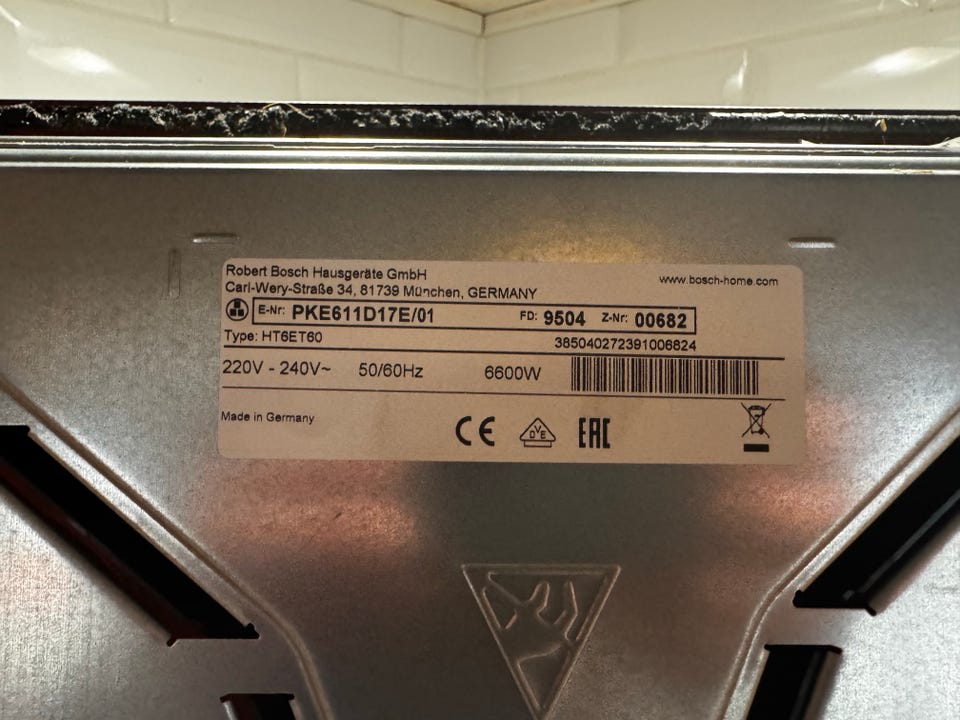 Robert Bosch Hausgeräte GmbH
www.bosch-home.com
Carl-Wery-Straße 34, 81739 München, GERMANY
E-Nr: PKE611D17E/01 FD: 9504 Z-Nr: 00682
Type: HT6ET60 385040272391006824
220V - 240V~ 50/60Hz 6600W
Made in Germany
CE DVE EAC